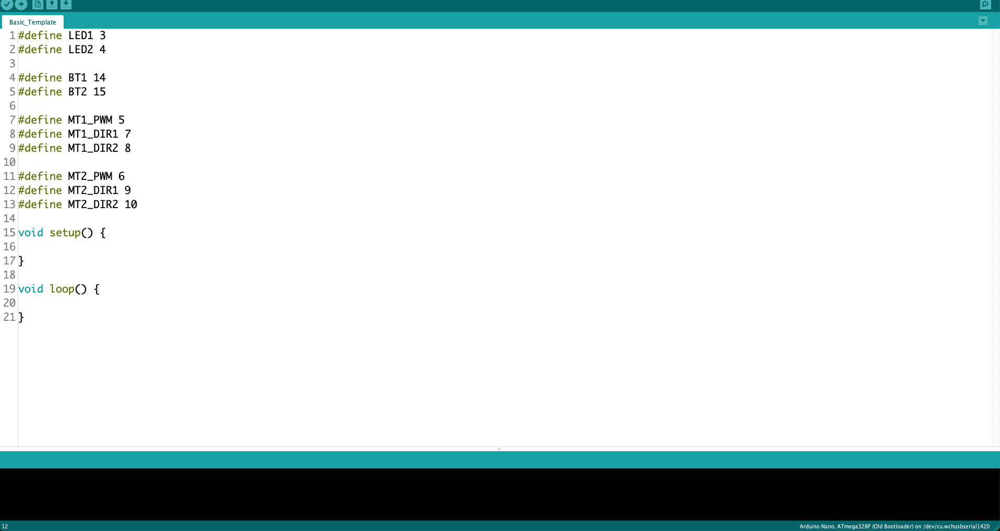 Basic_Template
1 #define LED1 3
2 #define LED2 4
3
4 #define BT1 14
5 #define BT2 15
6
7 #define MT1_PWM 5
8 #define MT1_DIR1 7
9 #define MT1_DIR2 8
10
11 #define MT2_PWM 6
12 #define MT2_DIR1 9
13 #define MT2_DIR2 10
14
15 void setup() {
16
17 }
18
19 void loop() {
20
21 }
12
Arduino Nano, ATmega328P (Old Bootloader) on /dev/cu.wchusbserial1420